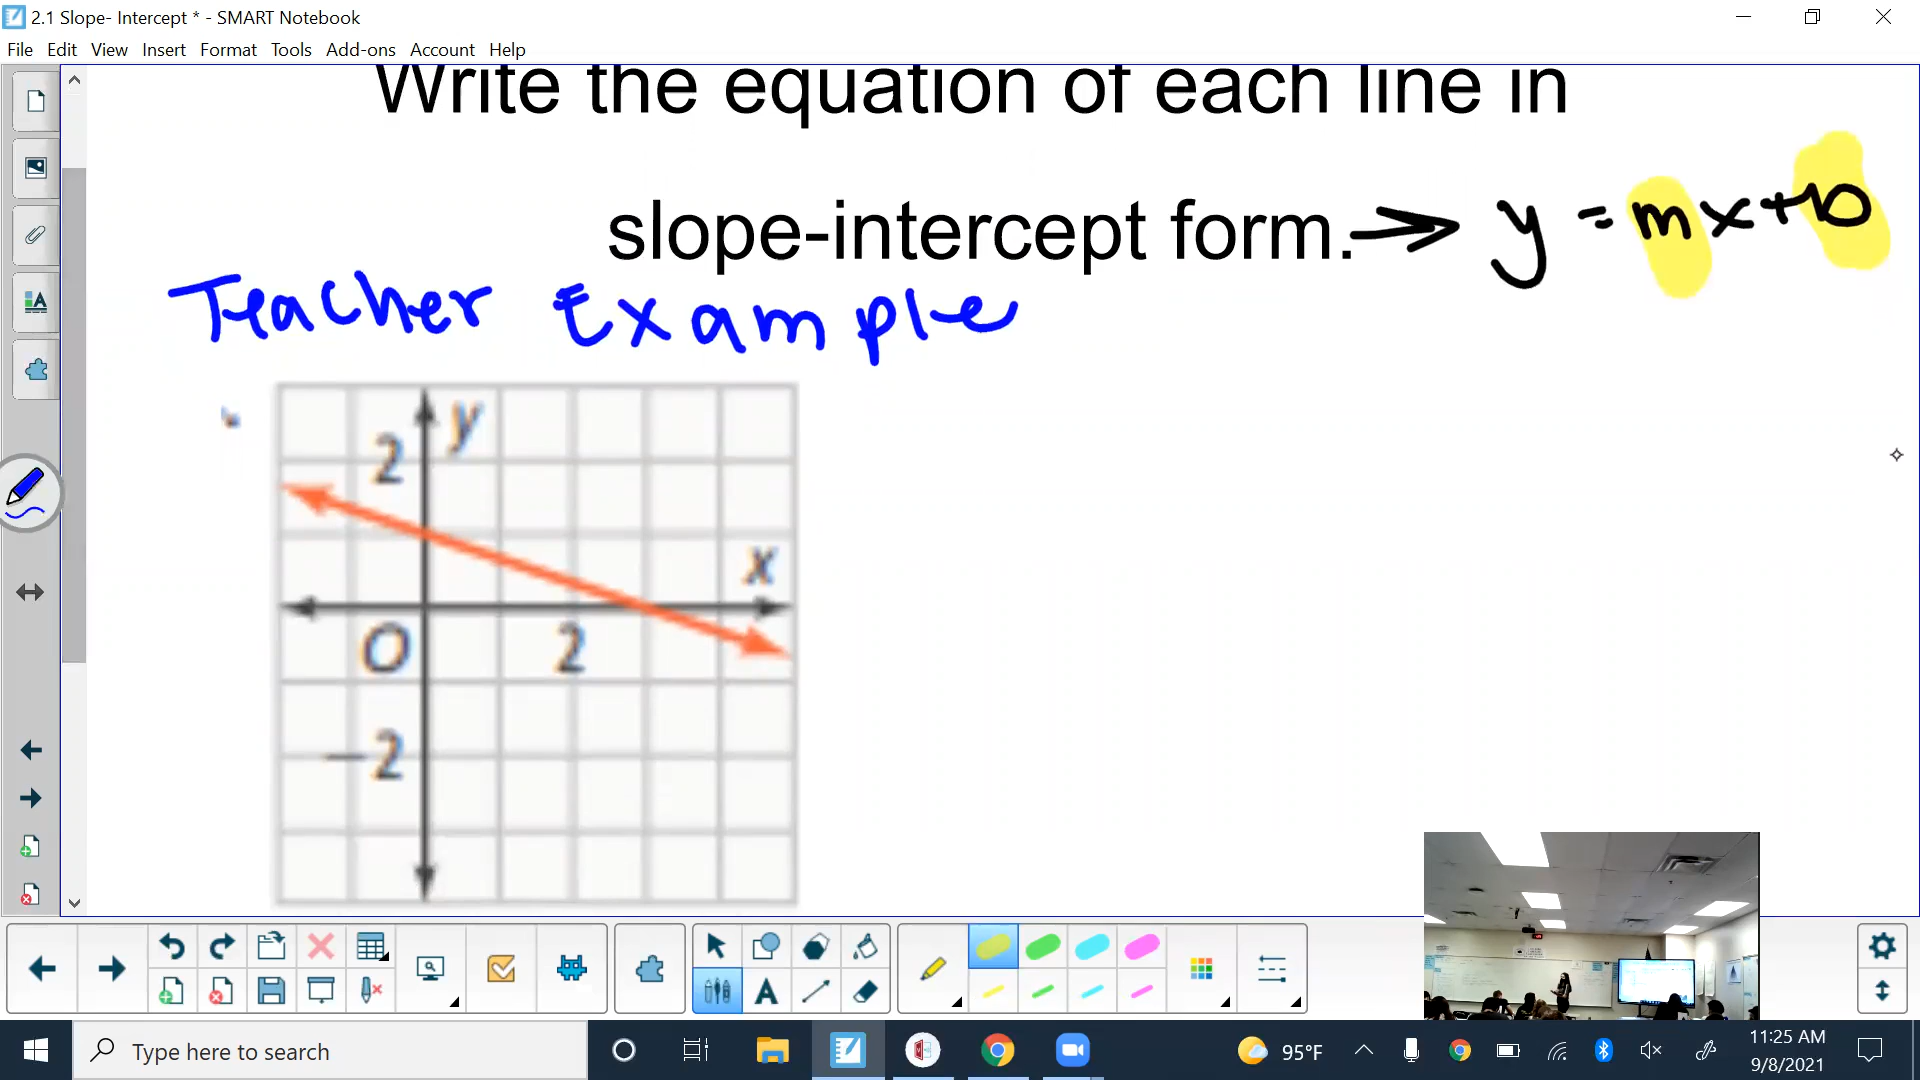 2.1 Slope- Intercept * - SMART Notebook
File Edit View Insert Format Tools Add-ons Account Help
Write the equation of each line in
slope-intercept form. → y = mx+b
Teacher Example
y
2
x
O
2
-2
Type here to search
95°F
11:25 AM
9/8/2021